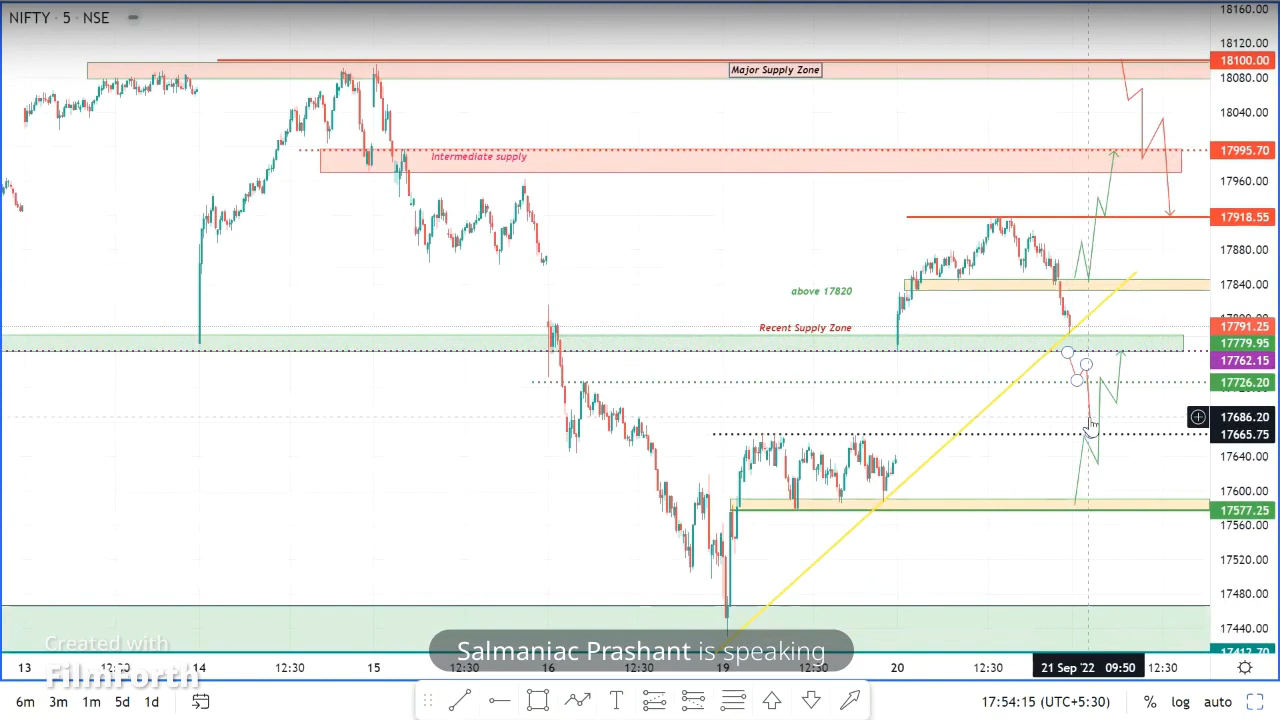 NIFTY · 5 · NSE
18160.00
18120.00
18100.00
Major Supply Zone
18080.00
18040.00
17995.70
Intermediate supply
17960.00
17918.55
17880.00
17840.00
above 17820
Recent Supply Zone
17791.25
17779.95
17762.15
17726.20
17686.20
17665.75
17640.00
17600.00
17577.25
17560.00
17520.00
17480.00
17440.00
Created with
FilmForth
Salmaniac Prashant is speaking
13 12:30 14 12:30 15 12:30 16 12:30 19 12:30 20 12:30 21 Sep '22 09:50 12:30
6m 3m 1m 5d 1d 17:54:15 (UTC+5:30) % log auto